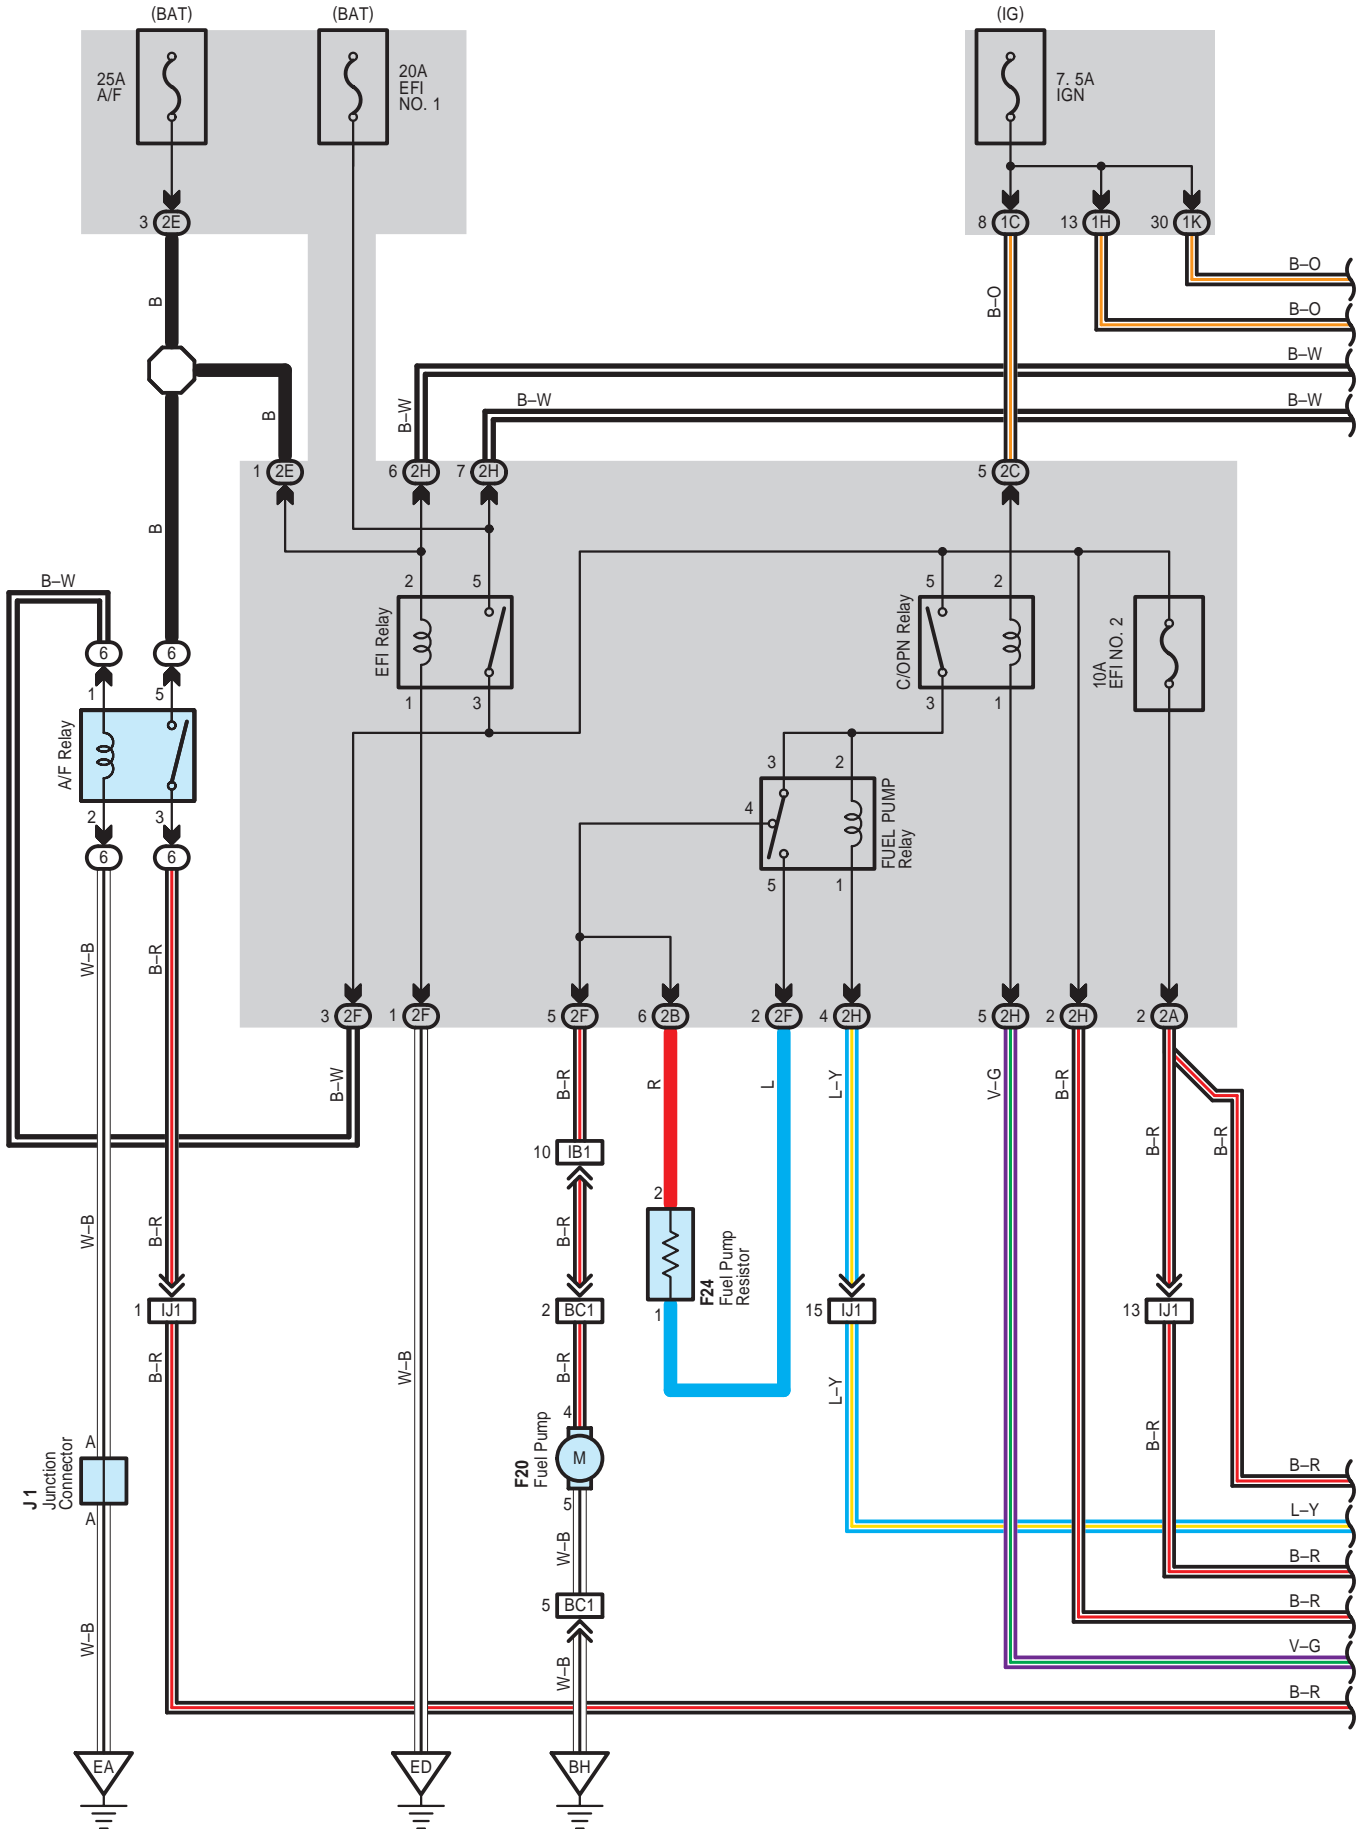 (BAT)
(BAT)
(IG)
25A
A/F
20A
EFI
NO. 1
7. 5A
IGN
3 2E
8 1C
13 1H
30 1K
B
B–O
B–O
B–O
B–W
B–W
B–W
B–W
B
1 2E
6 2H
7 2H
5 2C
B
B–W
2
5
5
2
EFI Relay
C/OPN Relay
10A
EFI NO. 2
6
6
1
5
1
3
3
1
A/F Relay
3
2
4
FUEL PUMP
Relay
2
3
5
1
6
6
W–B
B–R
3 2F
1 2F
5 2F
6 2B
2 2F
4 2H
5 2H
2 2H
2 2A
B–W
B–R
R
L
L–Y
V–G
B–R
B–R
B–R
10 IB1
2
W–B
B–R
B–R
F24
Fuel Pump
Resistor
1 IJ1
2 BC1
1
15 IJ1
13 IJ1
B–R
W–B
B–R
L–Y
4
B–R
J 1
Junction
Connector
A
A
F20
Fuel Pump
M
5
B–R
L–Y
W–B
B–R
5 BC1
B–R
W–B
V–G
W–B
B–R
EA
ED
BH